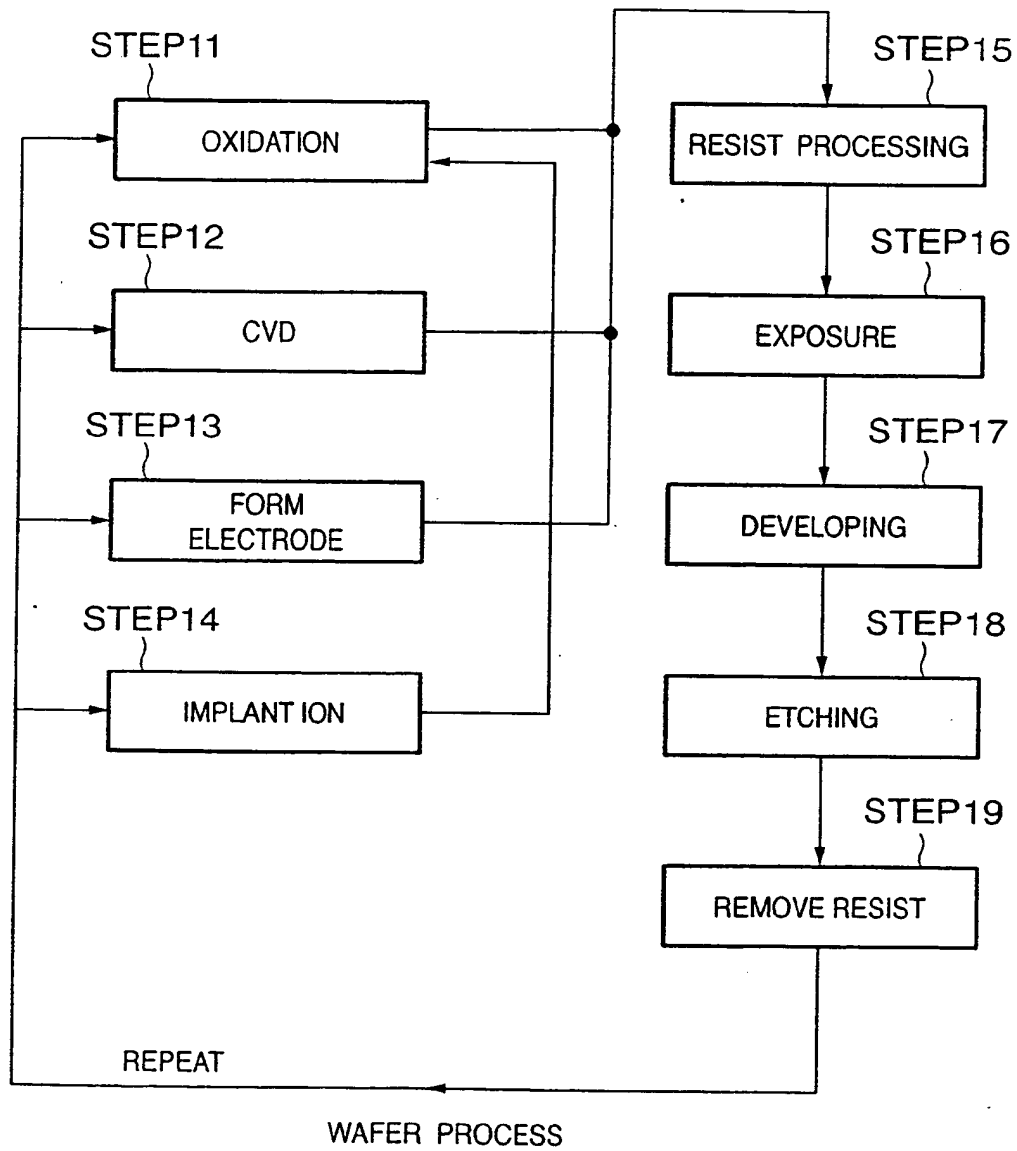 STEP11
OXIDATION
STEP12
CVD
STEP13
FORM
ELECTRODE
STEP14
IMPLANT ION
STEP15
RESIST PROCESSING
STEP16
EXPOSURE
STEP17
DEVELOPING
STEP18
ETCHING
STEP19
REMOVE RESIST
REPEAT
WAFER PROCESS